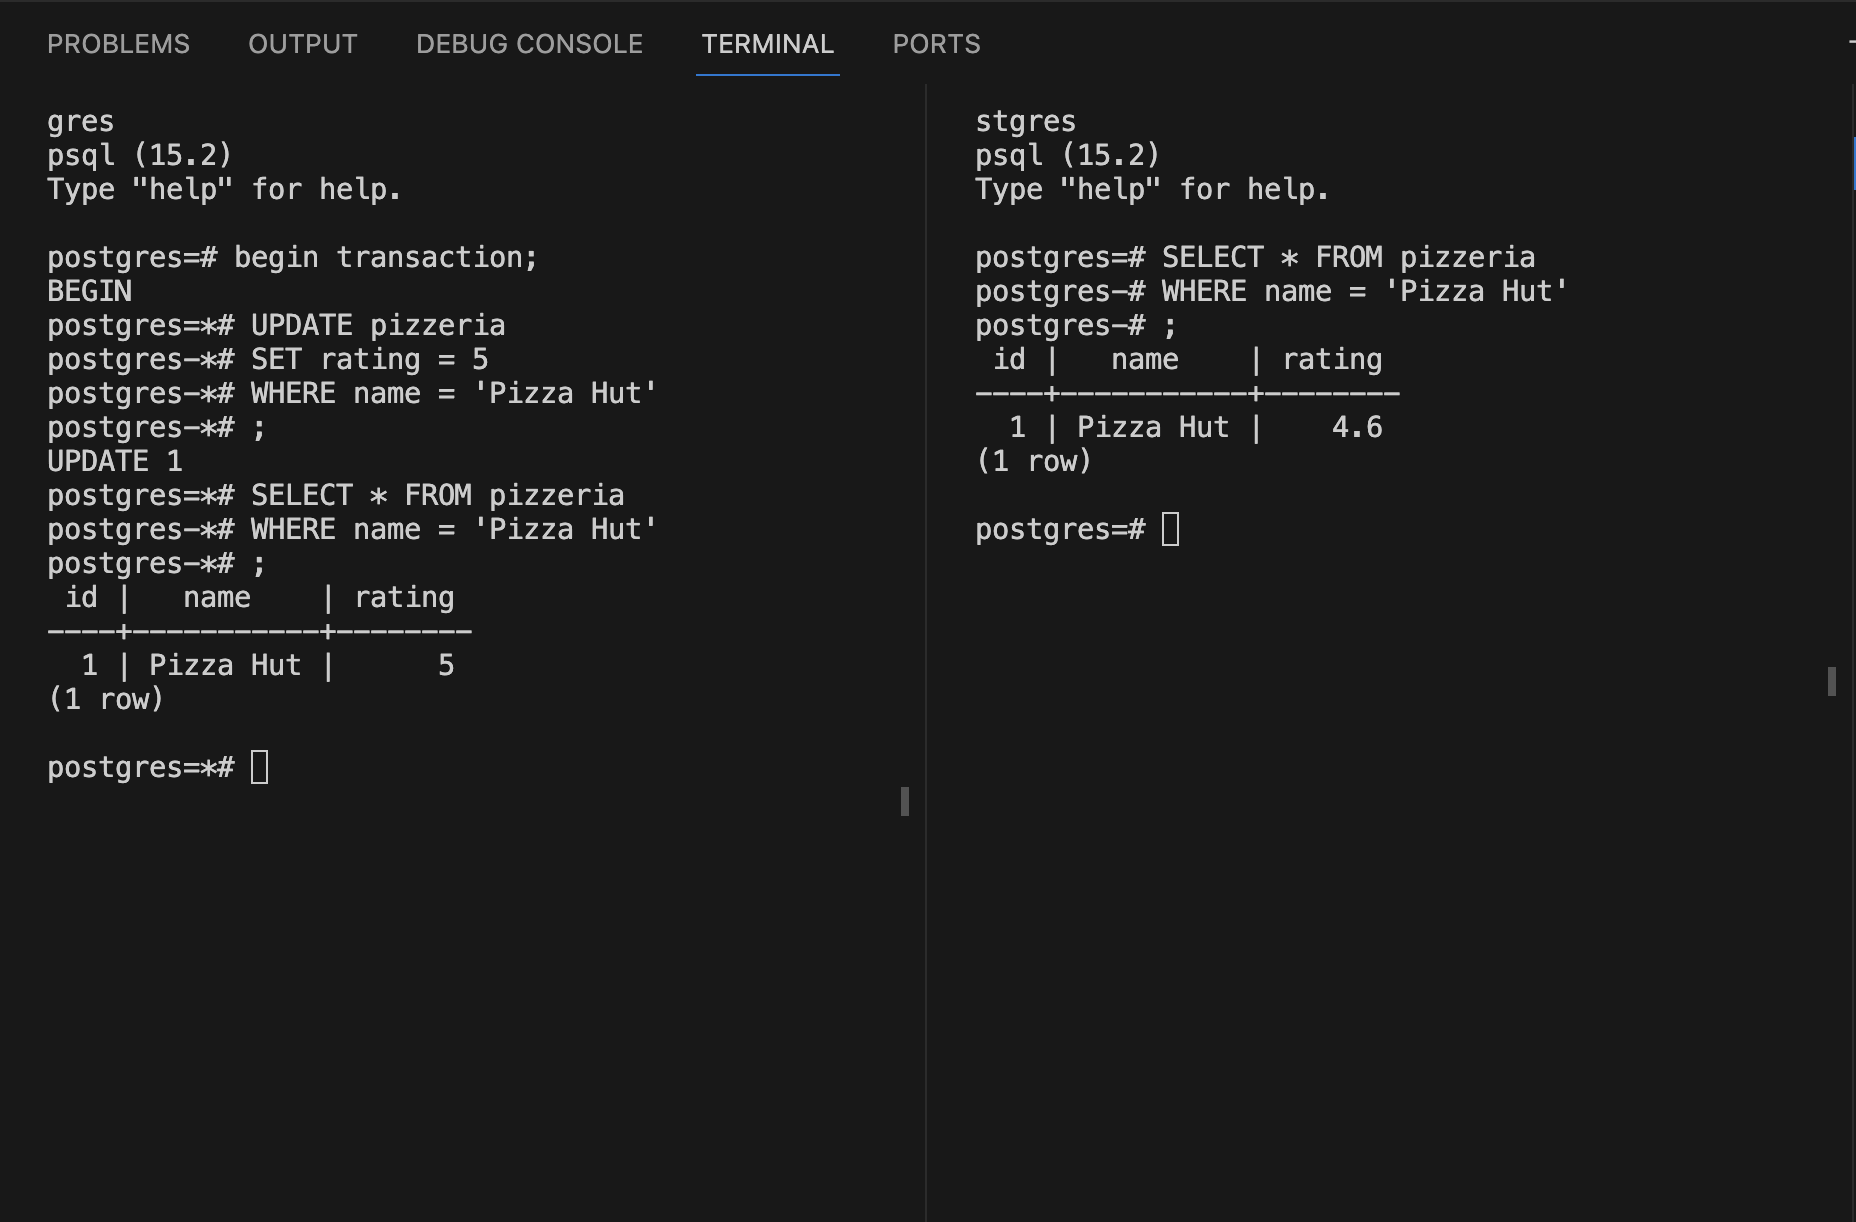 PROBLEMS OUTPUT DEBUG CONSOLE TERMINAL PORTS
gres
psql (15.2)
Type "help" for help.
postgres=# begin transaction;
BEGIN
postgres=*# UPDATE pizzeria
postgres-*# SET rating = 5
postgres-*# WHERE name = 'Pizza Hut'
postgres-*# ;
UPDATE 1
postgres=*# SELECT * FROM pizzeria
postgres-*# WHERE name = 'Pizza Hut'
postgres-*# ;
 id |   name    | rating
----+-----------+--------
  1 | Pizza Hut |      5
(1 row)
postgres=*#
stgres
psql (15.2)
Type "help" for help.
postgres=# SELECT * FROM pizzeria
postgres-# WHERE name = 'Pizza Hut'
postgres-# ;
 id |   name    | rating
----+-----------+--------
  1 | Pizza Hut |    4.6
(1 row)
postgres=#